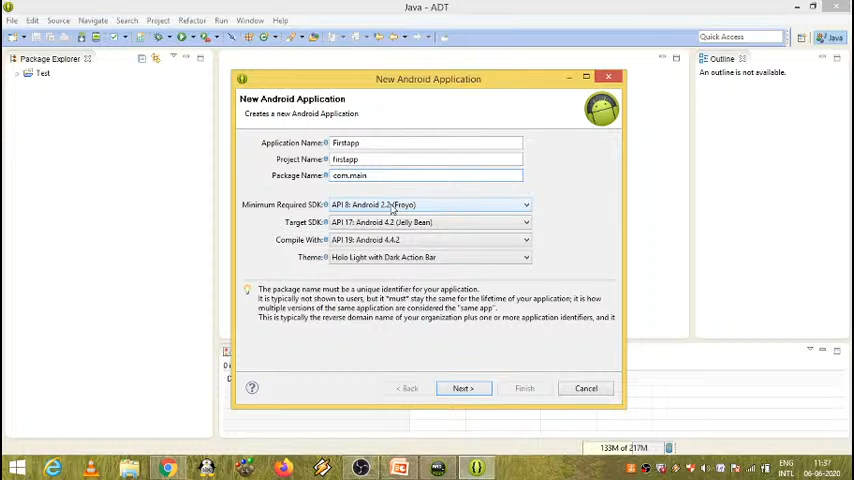 Java - ADT
File Edit Source Navigate Search Project Refactor Run Window Help
Quick Access
Java
Package Explorer
Outline
Test
An outline is not available.
New Android Application
New Android Application
Creates a new Android Application
Application Name: Firstapp
Project Name: firstapp
Package Name: com.main
Minimum Required SDK: API 8: Android 2.2 (Froyo)
Target SDK: API 17: Android 4.2 (Jelly Bean)
Compile With: API 19: Android 4.4.2
Theme: Holo Light with Dark Action Bar
The package name must be a unique identifier for your application.
It is typically not shown to users, but it *must* stay the same for the lifetime of your application; it is how
multiple versions of the same application are considered the "same app".
This is typically the reverse domain name of your organization plus one or more application identifiers, and it
< Back
Next >
Finish
Cancel
133M of 217M
ENG
INTL
11:37
06-06-2020